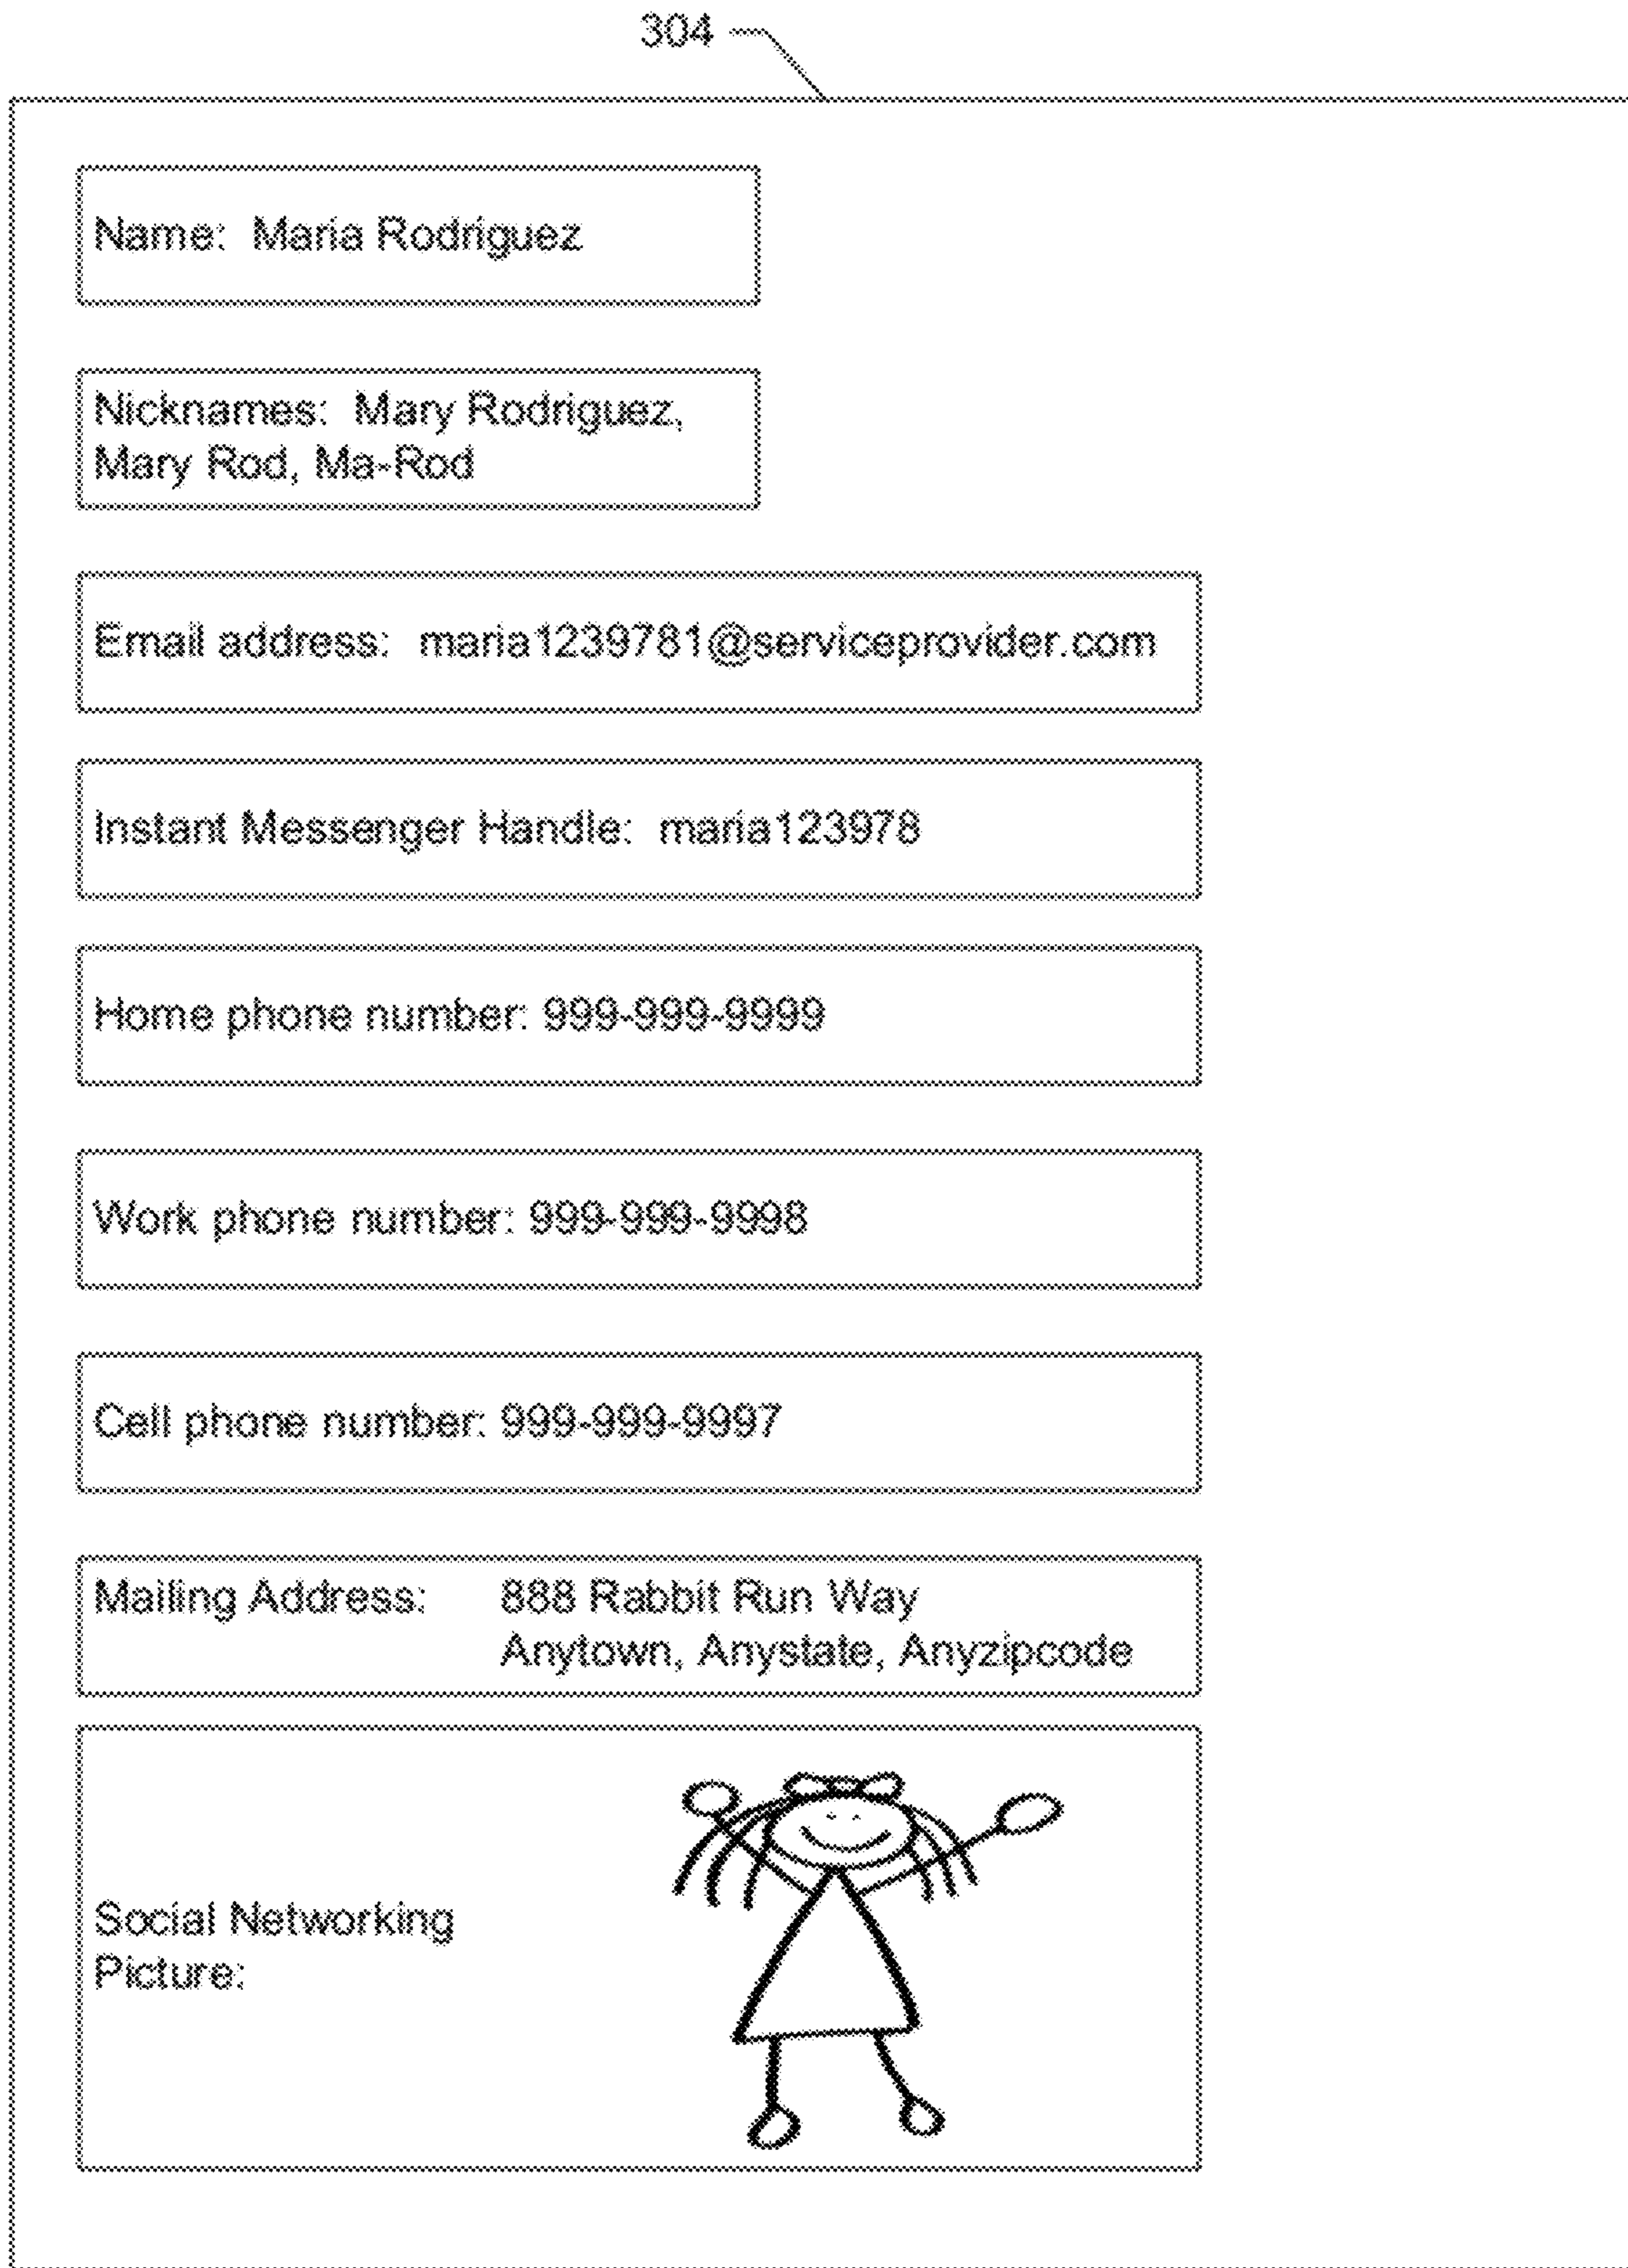 304
Name: Maria Rodriguez
Nicknames: Mary Rodriguez,
Mary Rod, Ma-Rod
Email address: maria1239781@serviceprovider.com
Instant Messenger Handle: maria123978
Home phone number: 999-999-9999
Work phone number: 999-999-9998
Cell phone number: 999-999-9997
Mailing Address: 888 Rabbit Run Way
Anytown, Anystate, Anyzipcode
Social Networking
Picture: